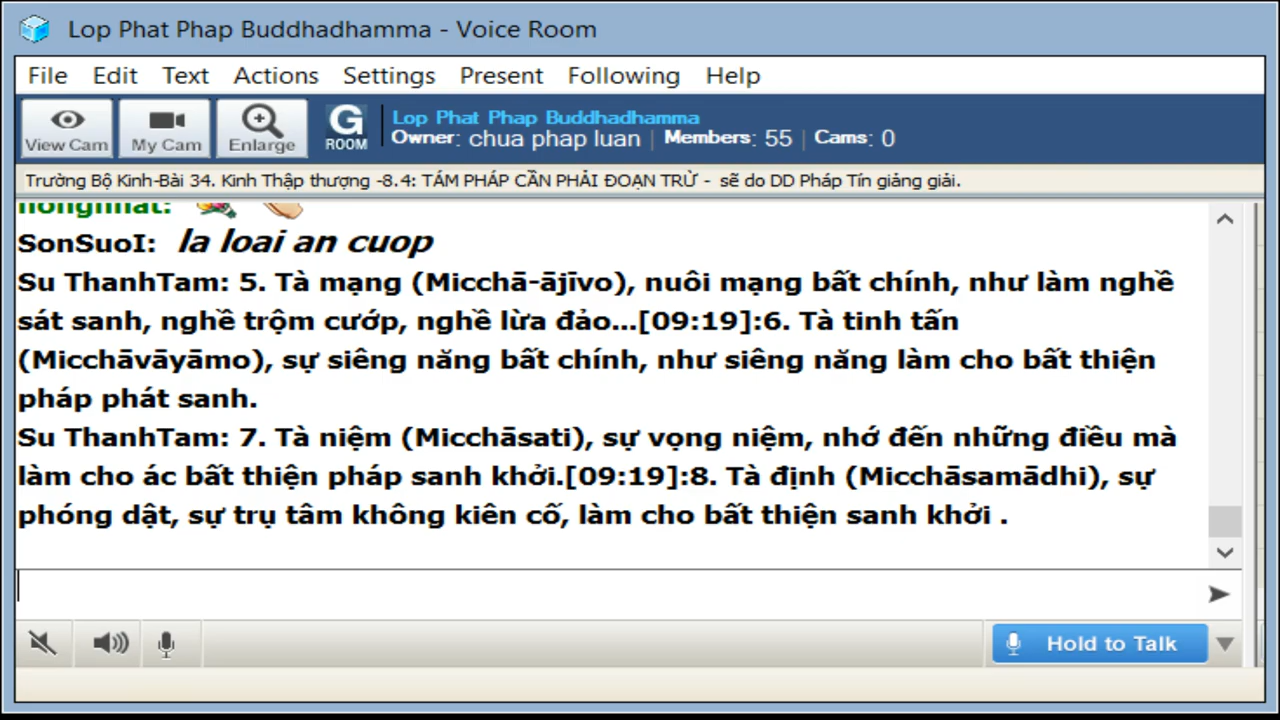 Lop Phat Phap Buddhadhamma - Voice Room
File Edit Text Actions Settings Present Following Help
View Cam My Cam Enlarge G ROOM
Lop Phat Phap Buddhadhamma
Owner: chua phap luan | Members: 55 | Cams: 0
Trường Bộ Kinh-Bài 34. Kinh Thập thượng -8.4: TÁM PHÁP CẦN PHẢI ĐOẠN TRỪ - sẽ do DD Pháp Tín giảng giải.
SonSuoI: la loai an cuop
Su ThanhTam: 5. Tà mạng (Micchā-ājīvo), nuôi mạng bất chính, như làm nghề
sát sanh, nghề trộm cướp, nghề lừa đảo...[09:19]:6. Tà tinh tấn
(Micchāvāyāmo), sự siêng năng bất chính, như siêng năng làm cho bất thiện
pháp phát sanh.
Su ThanhTam: 7. Tà niệm (Micchāsati), sự vọng niệm, nhớ đến những điều mà
làm cho ác bất thiện pháp sanh khởi.[09:19]:8. Tà định (Micchāsamādhi), sự
phóng dật, sự trụ tâm không kiên cố, làm cho bất thiện sanh khởi .
Hold to Talk